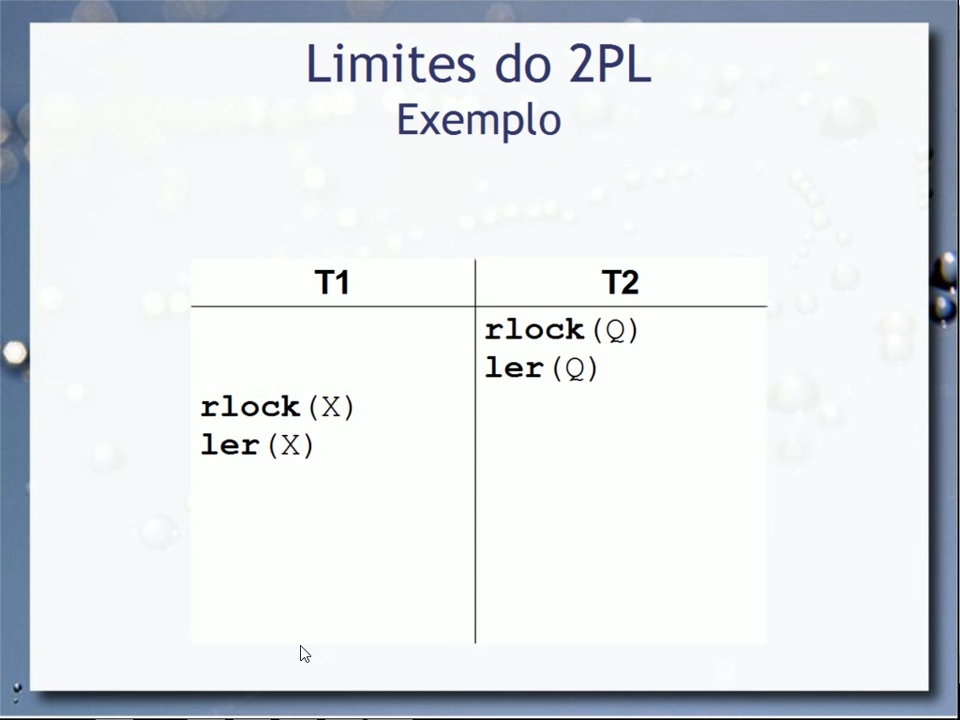 Limites do 2PL
Exemplo
T1 T2
rlock(Q)
ler(Q)
rlock(X)
ler(X)